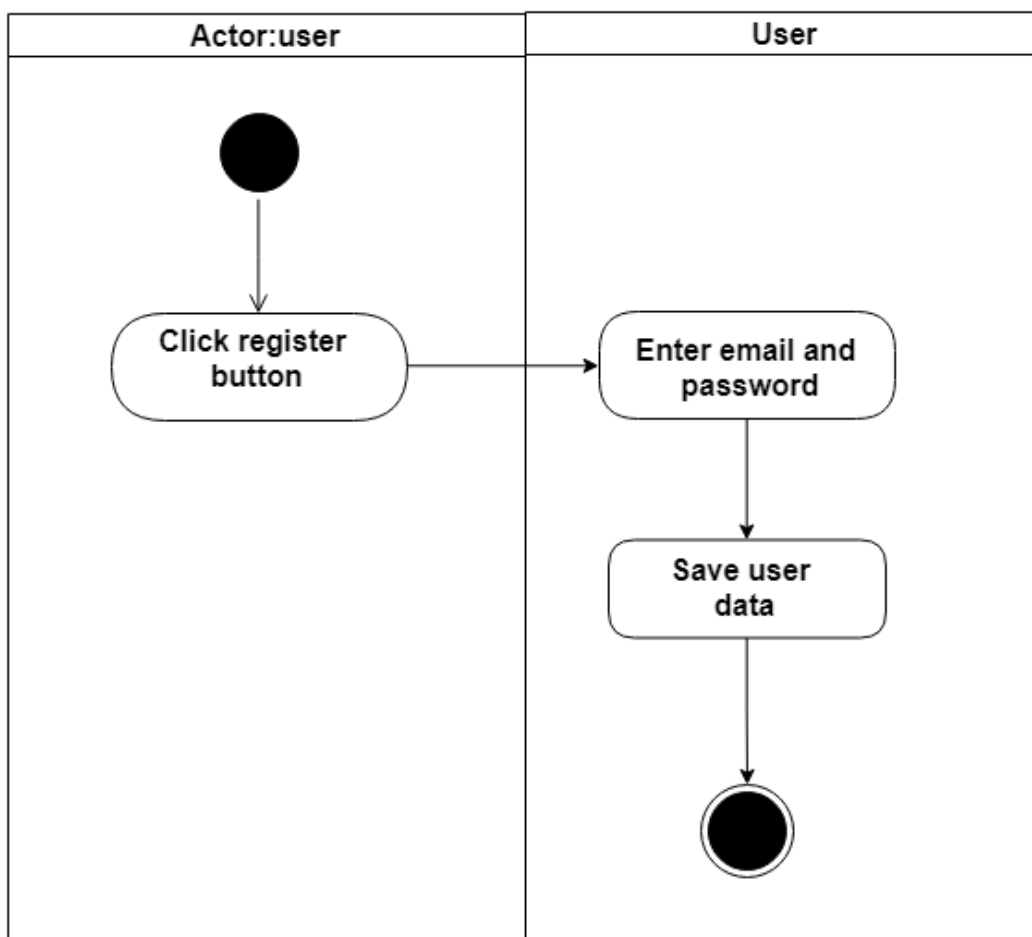 Actor:user
User
Click register
button
Enter email and
password
Save user
data